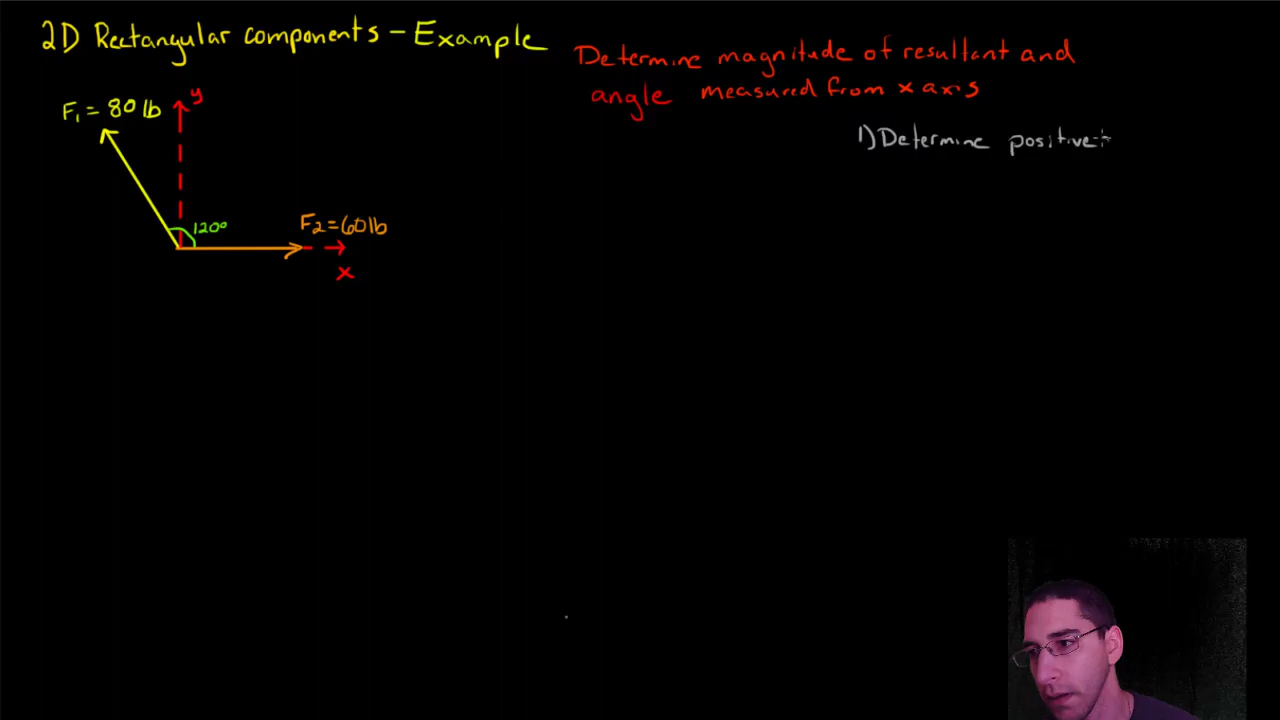 2D Rectangular components - Example
Determine magnitude of resultant and
angle measured from x axis
1) Determine positive
F₁ = 80 lb
y
120°
F₂ = 60 lb
x